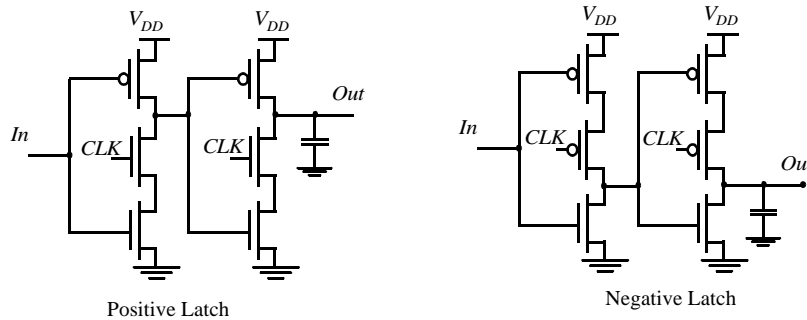 V_DD V_DD
Out
In
CLK CLK
Positive Latch
V_DD V_DD
In
CLK CLK
Ou
Negative Latch